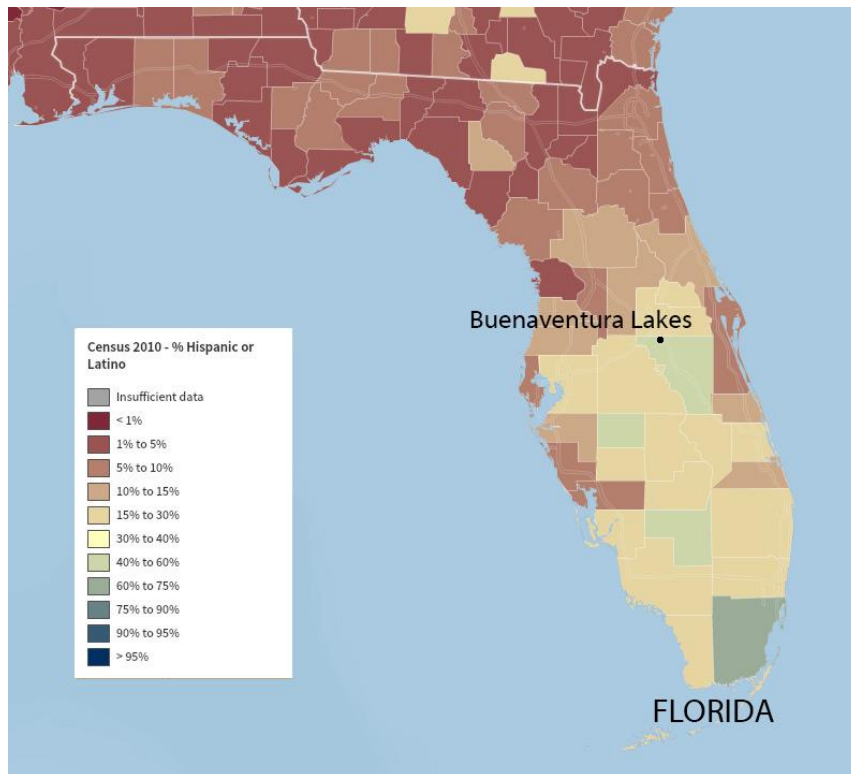 Buenaventura Lakes
Census 2010 - % Hispanic or
Latino
Insufficient data
< 1%
1% to 5%
5% to 10%
10% to 15%
15% to 30%
30% to 40%
40% to 60%
60% to 75%
75% to 90%
90% to 95%
> 95%
FLORIDA